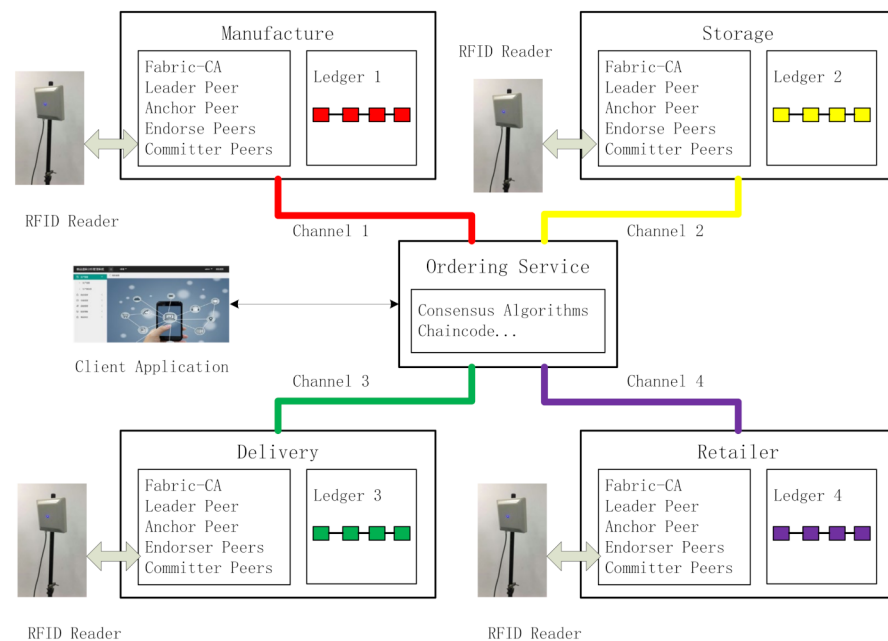 Manufacture
Fabric-CA
Leader Peer
Anchor Peer
Endorse Peers
Committer Peers
Ledger 1
RFID Reader
Storage
RFID Reader
Fabric-CA
Leader Peer
Anchor Peer
Endorse Peers
Committer Peers
Ledger 2
Channel 1
Channel 2
Ordering Service
Consensus Algorithms
Chaincode...
Client Application
Channel 3
Channel 4
Delivery
Fabric-CA
Leader Peer
Anchor Peer
Endorser Peers
Committer Peers
Ledger 3
RFID Reader
Retailer
Fabric-CA
Leader Peer
Anchor Peer
Endorser Peers
Committer Peers
Ledger 4
RFID Reader